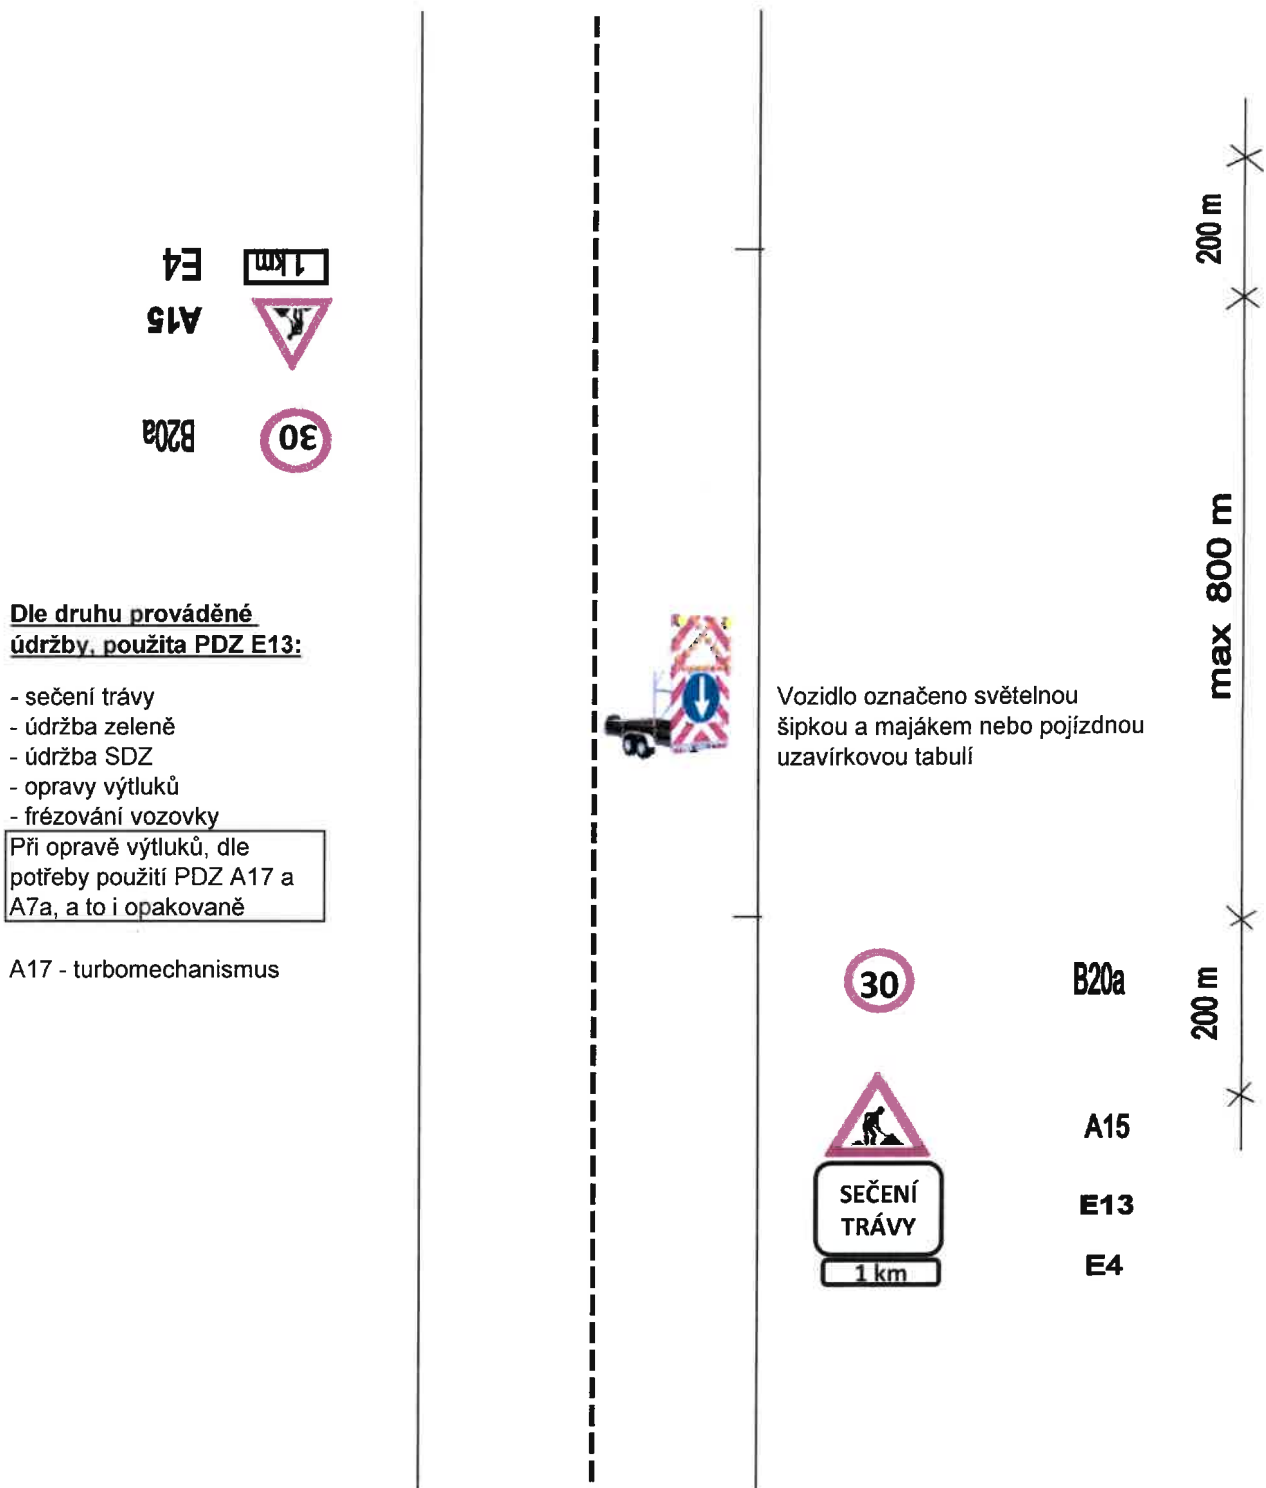 E4
1 km
A15
B20a
30
200 m
max 800 m
Dle druhu prováděné
údržby, použita PDZ E13:
- sečení trávy
- údržba zeleně
- údržba SDZ
- opravy výtluků
- frézování vozovky
Při opravě výtluků, dle
potřeby použití PDZ A17 a
A7a, a to i opakovaně
A17 - turbomechanismus
Vozidlo označeno světelnou
šipkou a majákem nebo pojízdnou
uzavírkovou tabulí
30
B20a
200 m
A15
SEČENÍ
TRÁVY
E13
1 km
E4